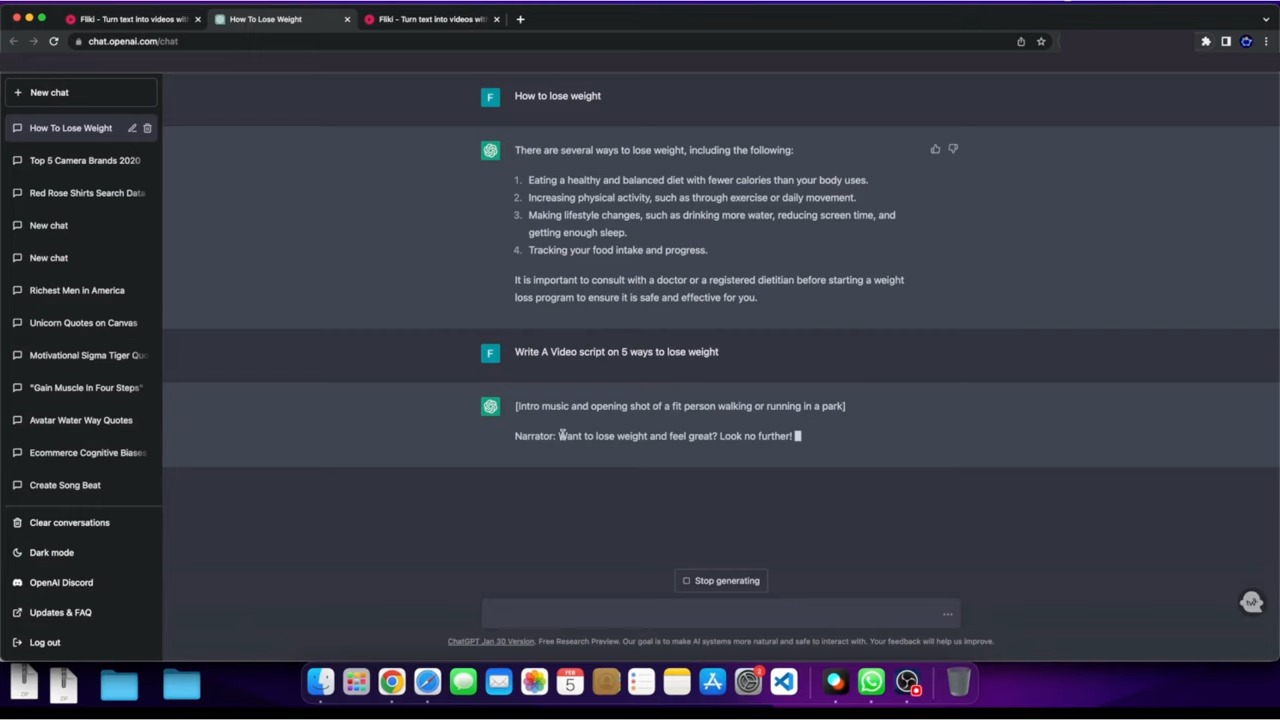 Fliki - Turn text into videos with
How To Lose Weight
Fliki - Turn text into videos with
chat.openai.com/chat
New chat
How To Lose Weight
Top 5 Camera Brands 2020
Red Rose Shirts Search Data
New chat
New chat
Richest Men in America
Unicorn Quotes on Canvas
Motivational Sigma Tiger Quo
"Gain Muscle In Four Steps"
Avatar Water Way Quotes
Ecommerce Cognitive Biases
Create Song Beat
Clear conversations
Dark mode
OpenAI Discord
Updates & FAQ
Log out
F
How to lose weight
There are several ways to lose weight, including the following:
1. Eating a healthy and balanced diet with fewer calories than your body uses.
2. Increasing physical activity, such as through exercise or daily movement.
3. Making lifestyle changes, such as drinking more water, reducing screen time, and
getting enough sleep.
4. Tracking your food intake and progress.
It is important to consult with a doctor or a registered dietitian before starting a weight
loss program to ensure it is safe and effective for you.
F
Write A Video script on 5 ways to lose weight
[Intro music and opening shot of a fit person walking or running in a park]
Narrator: Want to lose weight and feel great? Look no further!
Stop generating
ChatGPT Jan 30 Version. Free Research Preview. Our goal is to make AI systems more natural and safe to interact with. Your feedback will help us improve.
ZIP
ZIP
FEB
5
2